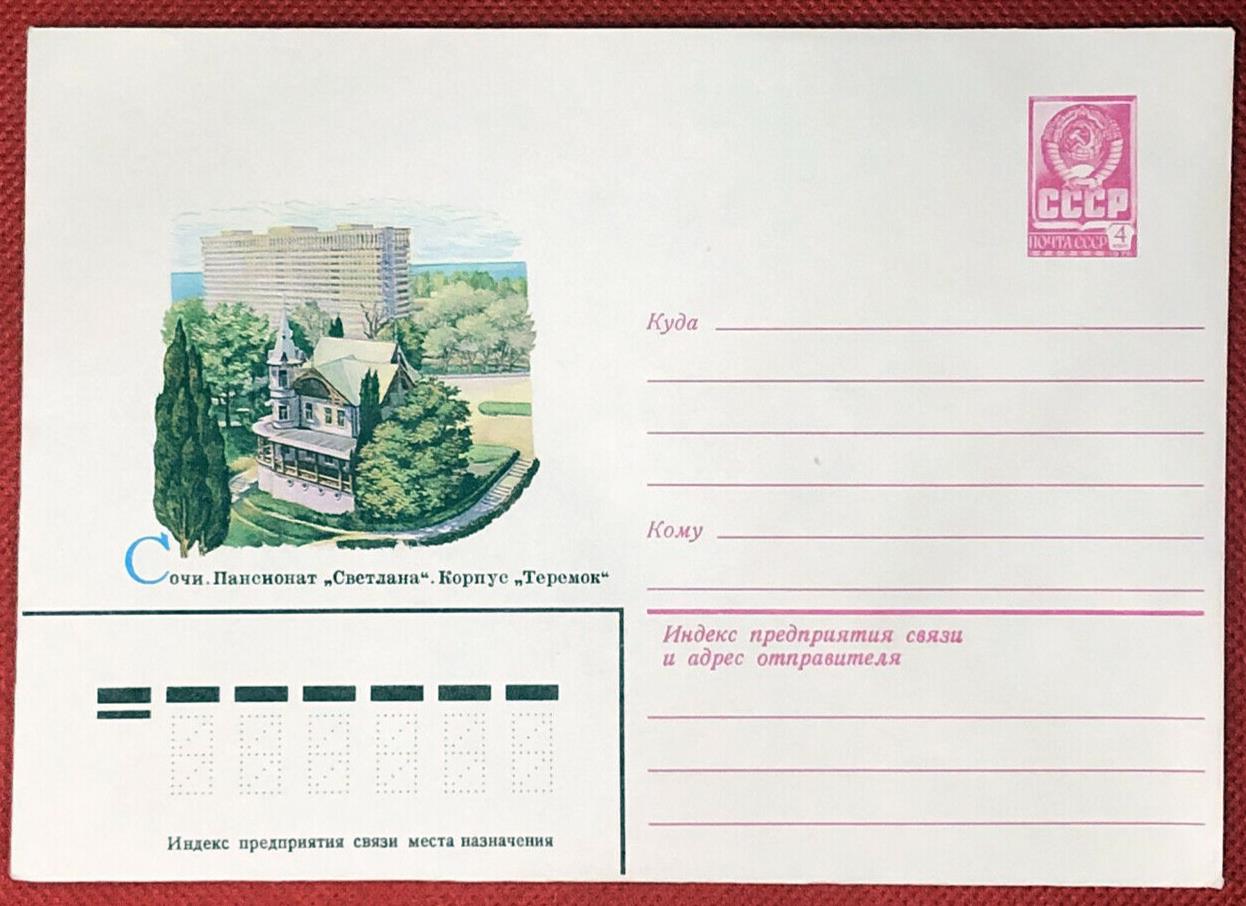 СССР
ПОЧТА СССР 4
Сочи. Пансионат „Светлана“. Корпус „Теремок“
Куда
Кому
Индекс предприятия связи
и адрес отправителя
Индекс предприятия связи места назначения